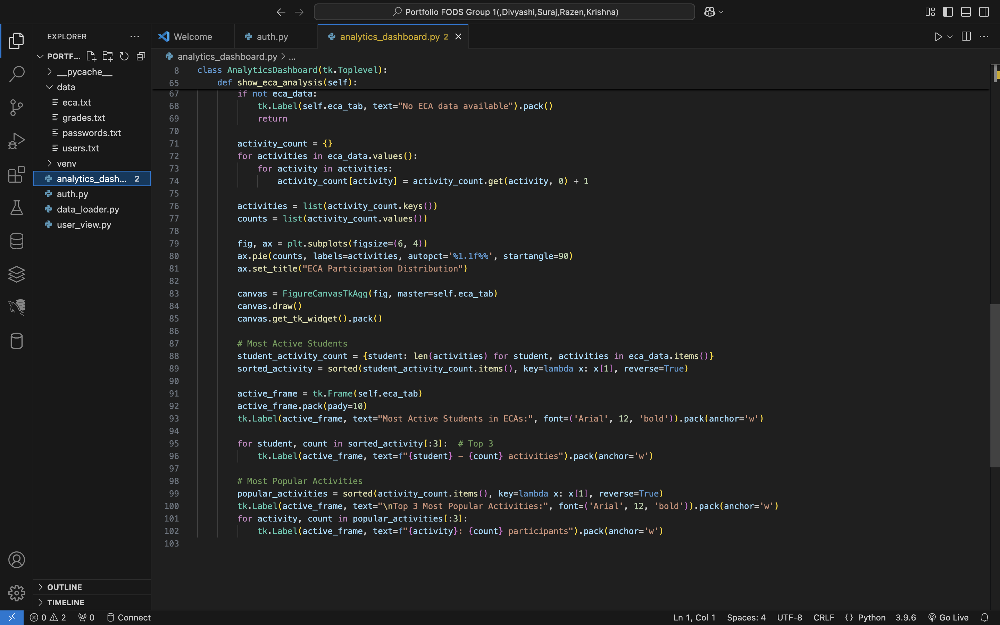 Portfolio FODS Group 1(,Divyashi,Suraj,Razen,Krishna)
EXPLORER
PORTF...
__pycache__
data
eca.txt
grades.txt
passwords.txt
users.txt
venv
analytics_dash... 2
auth.py
data_loader.py
user_view.py
OUTLINE
TIMELINE
Welcome
auth.py
analytics_dashboard.py 2
analytics_dashboard.py > ...
8 class AnalyticsDashboard(tk.Toplevel):
65 def show_eca_analysis(self):
67 if not eca_data:
68 tk.Label(self.eca_tab, text="No ECA data available").pack()
69 return
70
71 activity_count = {}
72 for activities in eca_data.values():
73 for activity in activities:
74 activity_count[activity] = activity_count.get(activity, 0) + 1
75
76 activities = list(activity_count.keys())
77 counts = list(activity_count.values())
78
79 fig, ax = plt.subplots(figsize=(6, 4))
80 ax.pie(counts, labels=activities, autopct='%1.1f%%', startangle=90)
81 ax.set_title("ECA Participation Distribution")
82
83 canvas = FigureCanvasTkAgg(fig, master=self.eca_tab)
84 canvas.draw()
85 canvas.get_tk_widget().pack()
86
87 # Most Active Students
88 student_activity_count = {student: len(activities) for student, activities in eca_data.items()}
89 sorted_activity = sorted(student_activity_count.items(), key=lambda x: x[1], reverse=True)
90
91 active_frame = tk.Frame(self.eca_tab)
92 active_frame.pack(pady=10)
93 tk.Label(active_frame, text="Most Active Students in ECAs:", font=('Arial', 12, 'bold')).pack(anchor='w')
94
95 for student, count in sorted_activity[:3]:  # Top 3
96 tk.Label(active_frame, text=f"{student} – {count} activities").pack(anchor='w')
97
98 # Most Popular Activities
99 popular_activities = sorted(activity_count.items(), key=lambda x: x[1], reverse=True)
100 tk.Label(active_frame, text="\nTop 3 Most Popular Activities:", font=('Arial', 12, 'bold')).pack(anchor='w')
101 for activity, count in popular_activities[:3]:
102 tk.Label(active_frame, text=f"{activity}: {count} participants").pack(anchor='w')
103
0 2 0 Connect
Ln 1, Col 1 Spaces: 4 UTF-8 CRLF {} Python 3.9.6 Go Live